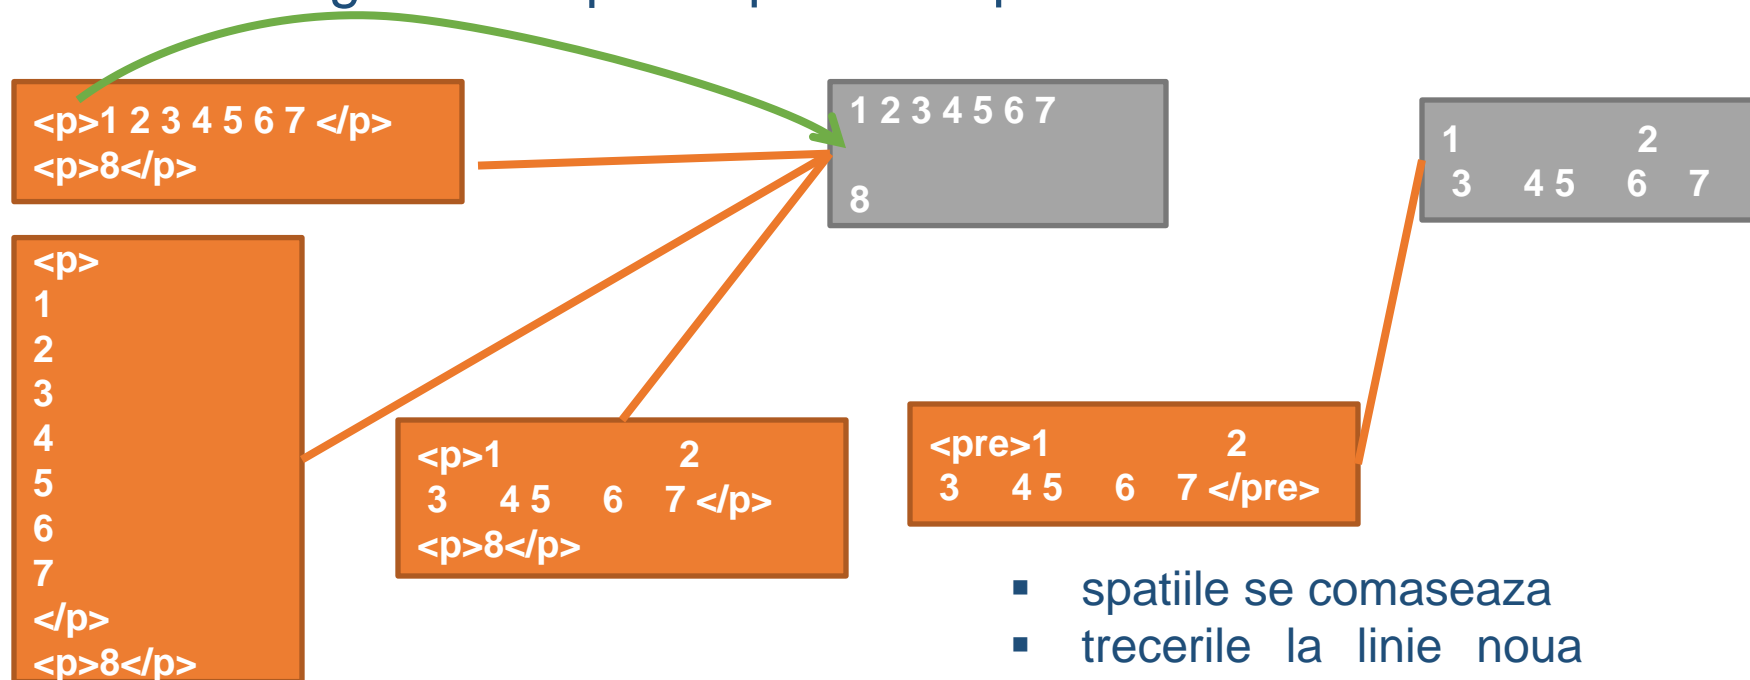 <p>1 2 3 4 5 6 7 </p>
<p>8</p>
1 2 3 4 5 6 7
8
1 2
3 4 5 6 7
<p>
1
2
3
4
5
6
7
</p>
<p>8</p>
<p>1 2
3 4 5 6 7 </p>
<p>8</p>
<pre>1 2
3 4 5 6 7 </pre>
▪ spatiile se comaseaza
▪ trecerile la linie noua